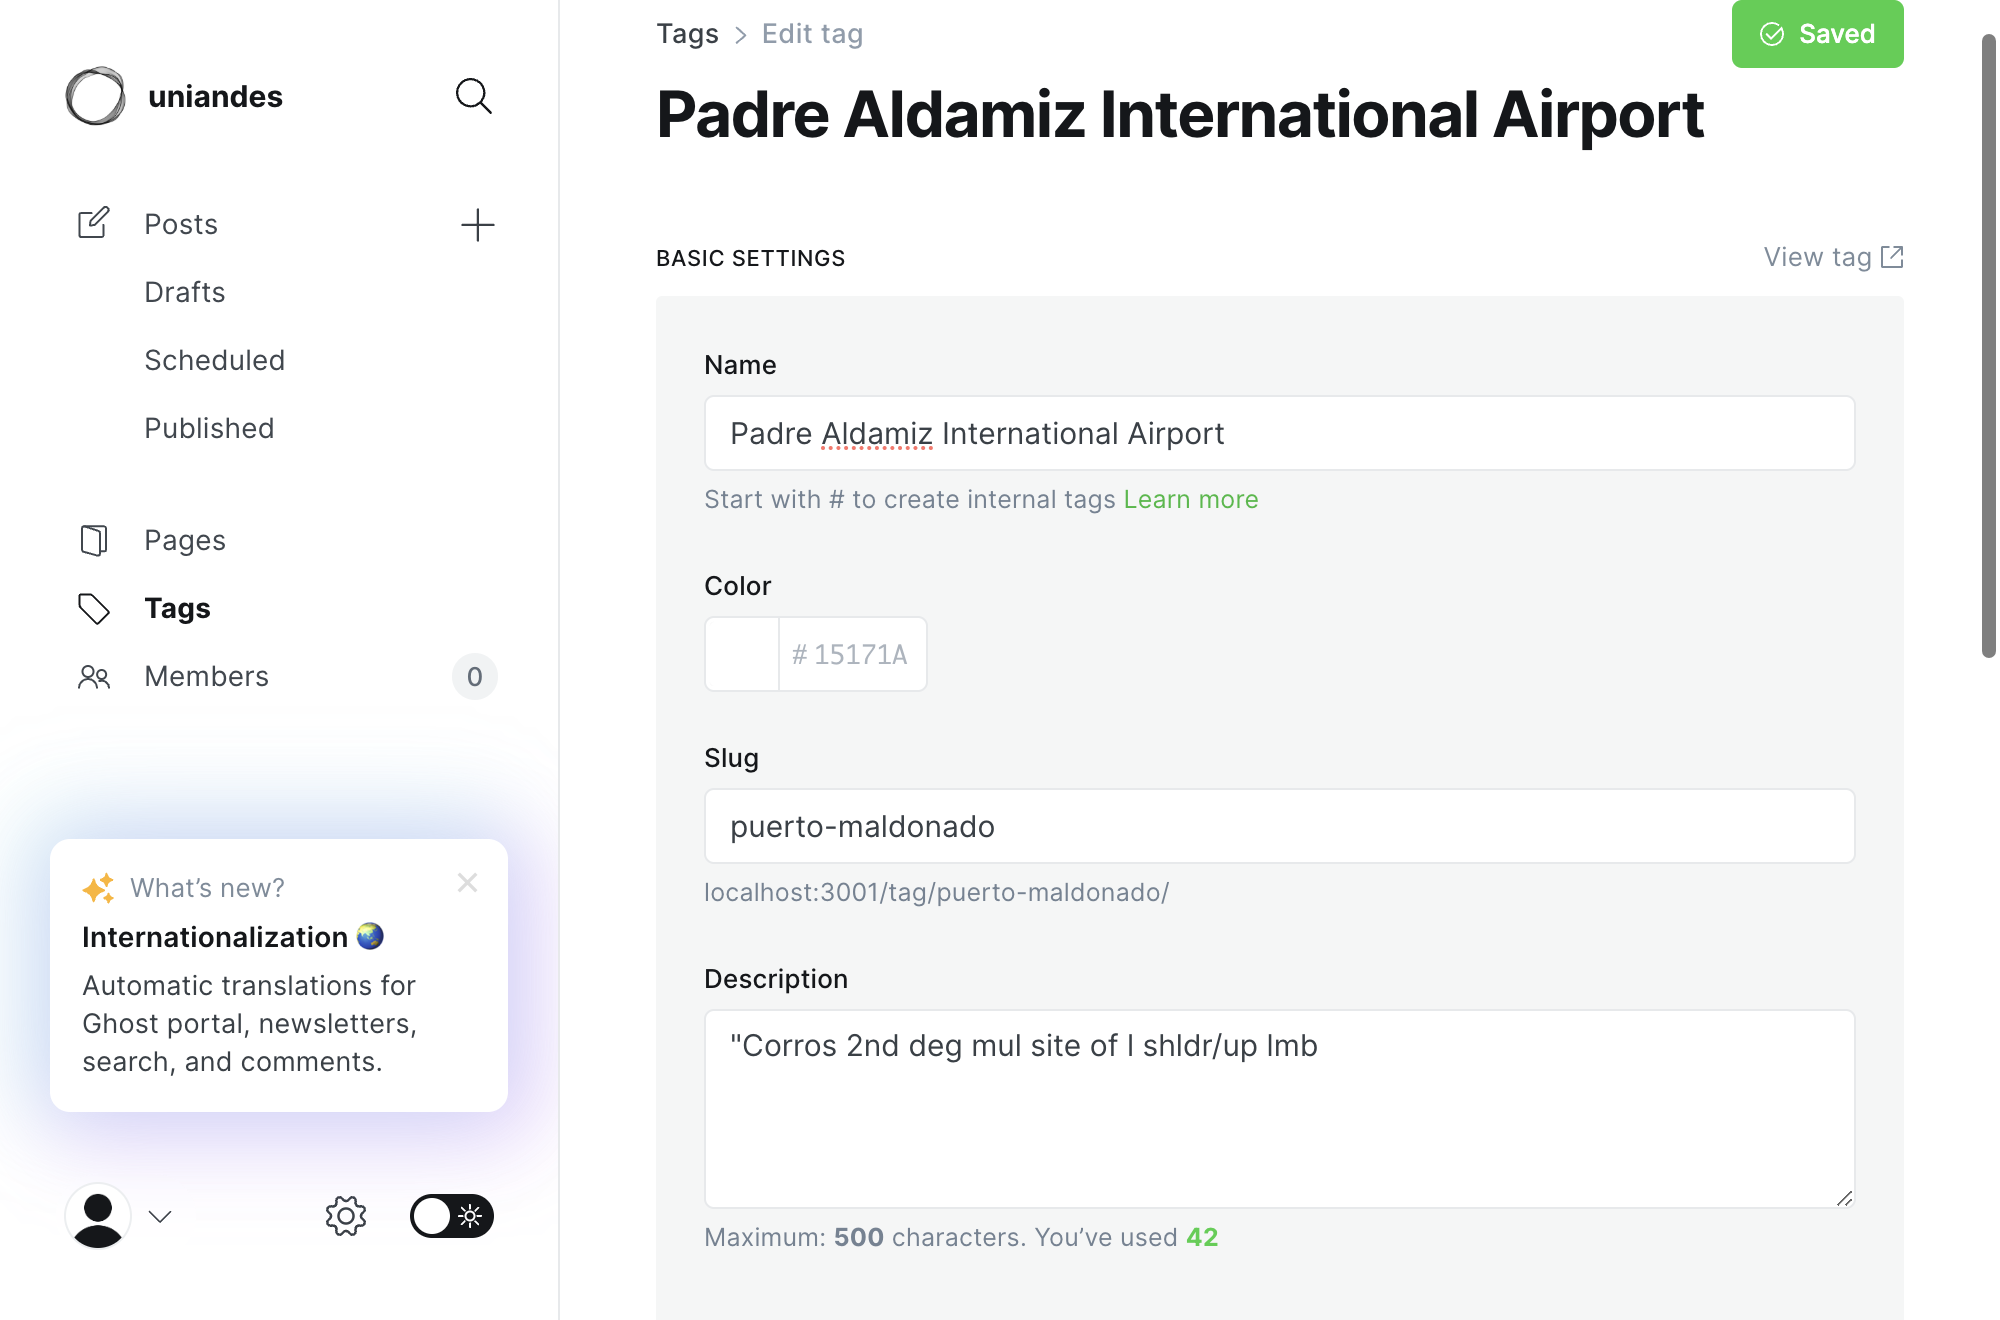 uniandes
Posts
Drafts
Scheduled
Published
Pages
Tags
Members 0
What's new?
Internationalization
Automatic translations for
Ghost portal, newsletters,
search, and comments.
Tags > Edit tag
Saved
Padre Aldamiz International Airport
BASIC SETTINGS
View tag
Name
Padre Aldamiz International Airport
Start with # to create internal tags Learn more
Color
# 15171A
Slug
puerto-maldonado
localhost:3001/tag/puerto-maldonado/
Description
"Corros 2nd deg mul site of l shldr/up lmb
Maximum: 500 characters. You've used 42